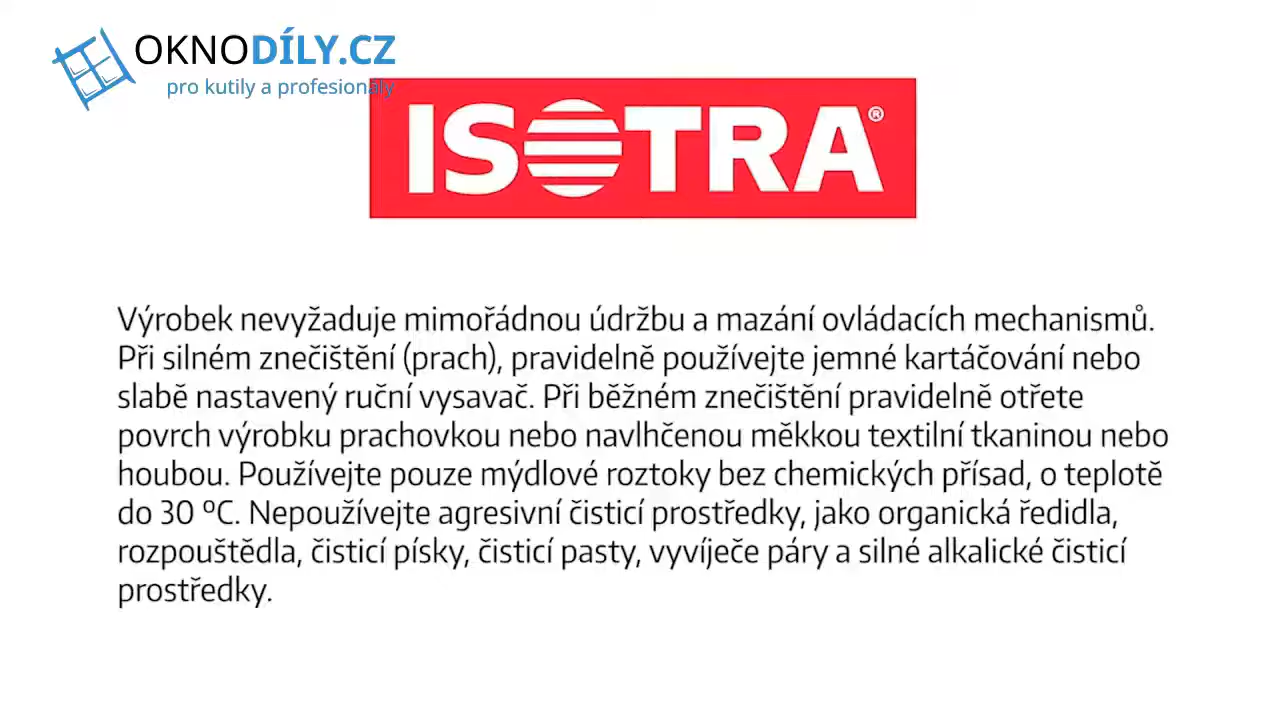 OKNODÍLY.CZ
pro kutily a profesionály
ISOTRA®
Výrobek nevyžaduje mimořádnou údržbu a mazání ovládacích mechanismů.
Při silném znečištění (prach), pravidelně používejte jemné kartáčování nebo
slabě nastavený ruční vysavač. Při běžném znečištění pravidelně otřete
povrch výrobku prachovkou nebo navlhčenou měkkou textilní tkaninou nebo
houbou. Používejte pouze mýdlové roztoky bez chemických přísad, o teplotě
do 30 ºC. Nepoužívejte agresivní čisticí prostředky, jako organická ředidla,
rozpouštědla, čisticí písky, čisticí pasty, vyvíječe páry a silné alkalické čisticí
prostředky.